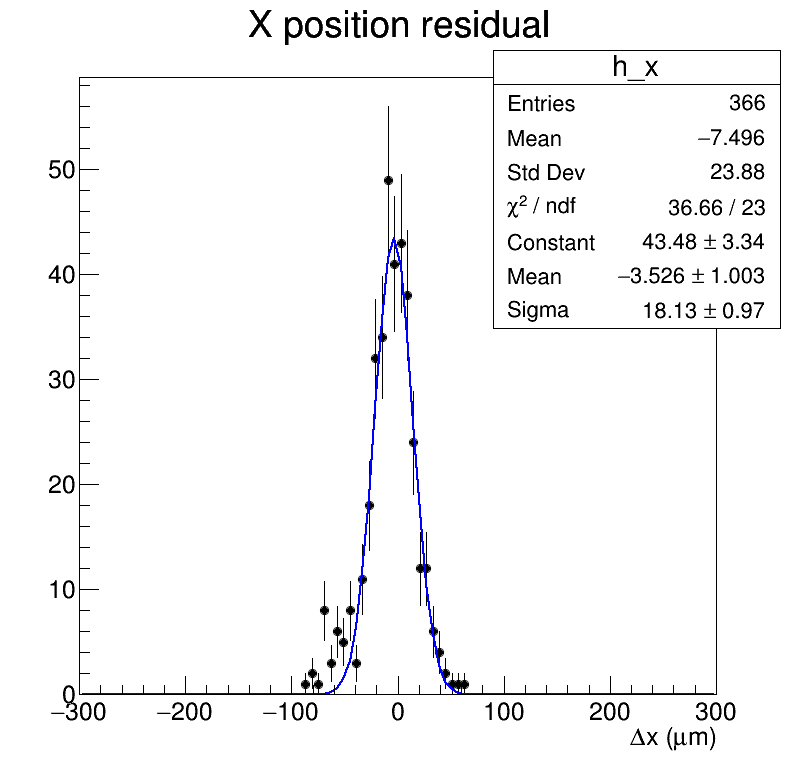 X position residual
h_x
Entries 366
Mean −7.496
Std Dev 23.88
χ² / ndf 36.66 / 23
Constant 43.48 ± 3.34
Mean −3.526 ± 1.003
Sigma 18.13 ± 0.97
50
40
30
20
10
0
−300 −200 −100 0 100 200 300
Δx (μm)